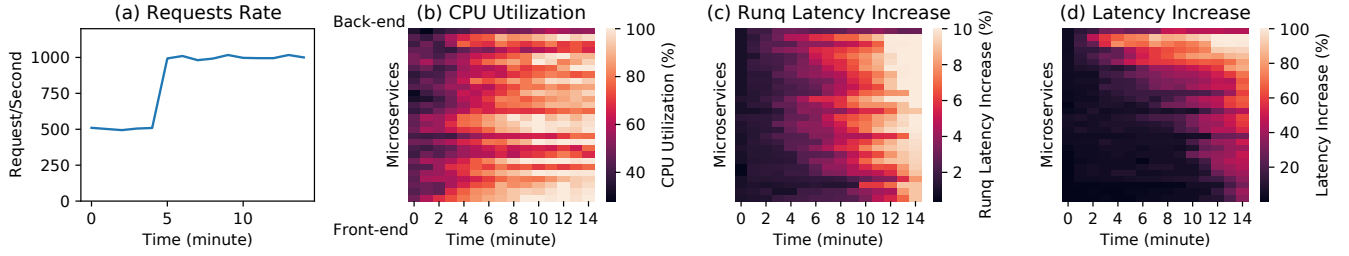 (a) Requests Rate
Request/Second
1000
750
500
250
0
0 5 10
Time (minute)
Back-end
(b) CPU Utilization
Microservices
Front-end
0 2 4 6 8 10 12 14
Time (minute)
100
80
60
40
CPU Utilization (%)
(c) Runq Latency Increase
Microservices
0 2 4 6 8 10 12 14
Time (minute)
10
8
6
4
2
Runq Latency Increase (%)
(d) Latency Increase
Microservices
0 2 4 6 8 10 12 14
Time (minute)
100
80
60
40
20
Latency Increase (%)